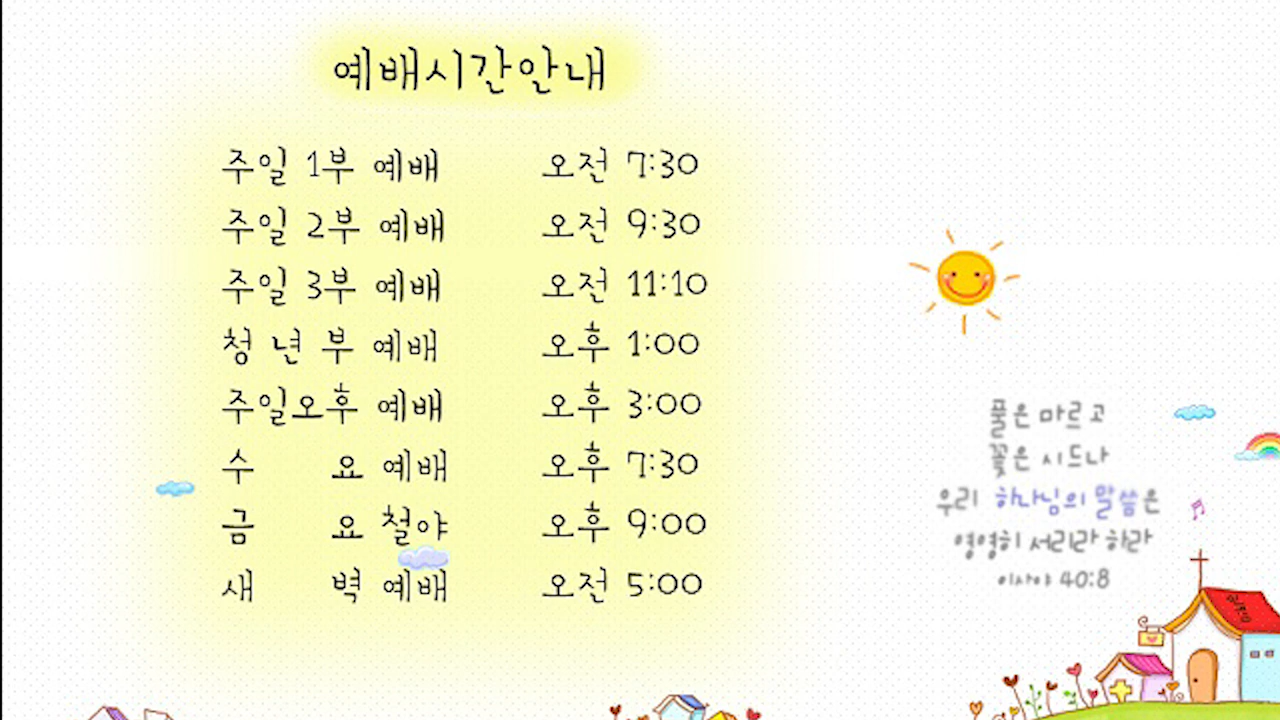 예배시간안내
주일 1부 예배 오전 7:30
주일 2부 예배 오전 9:30
주일 3부 예배 오전 11:10
청 년 부 예배 오후 1:00
주일오후 예배 오후 3:00
수 요 예배 오후 7:30
금 요 철야 오후 9:00
새 벽 예배 오전 5:00
풀은 마르고
꽃은 시드나
우리 하나님의 말씀은
영영히 서리라 하라
이사야 40:8